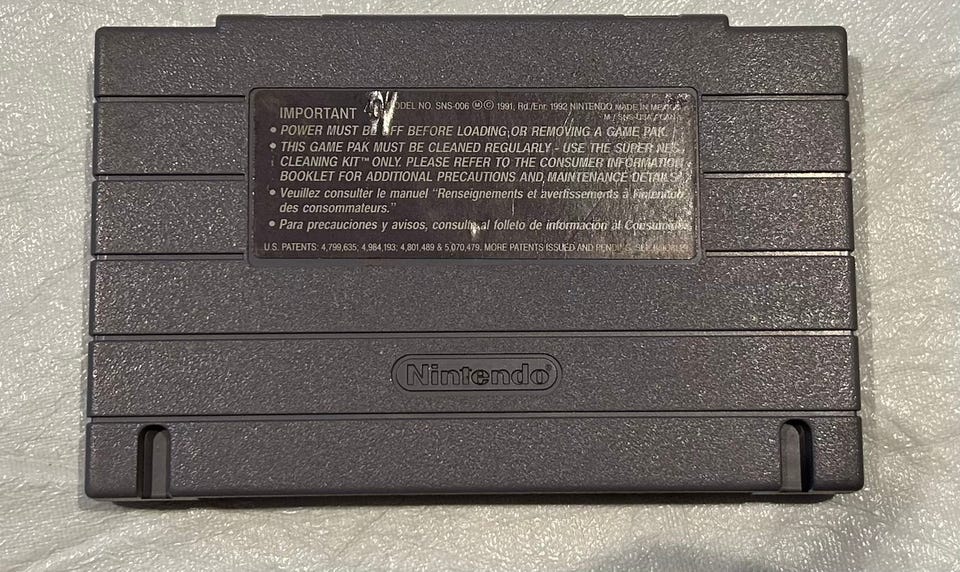 IMPORTANT
MODEL NO. SNS-006 Ⓜ © 1991, Rd./Enr. 1992 NINTENDO MADE IN MEXICO
• POWER MUST BE OFF BEFORE LOADING OR REMOVING A GAME PAK.
• THIS GAME PAK MUST BE CLEANED REGULARLY - USE THE SUPER NES
CLEANING KIT™ ONLY. PLEASE REFER TO THE CONSUMER INFORMATION
BOOKLET FOR ADDITIONAL PRECAUTIONS AND MAINTENANCE DETAILS.
• Veuillez consulter le manuel "Renseignements et avertissements à l'intention
des consommateurs."
• Para precauciones y avisos, consulte al folleto de información al Consumidor.
U.S. PATENTS: 4,799,635; 4,984,193; 4,801,489 & 5,070,479. MORE PATENTS ISSUED AND PENDING.
Nintendo®